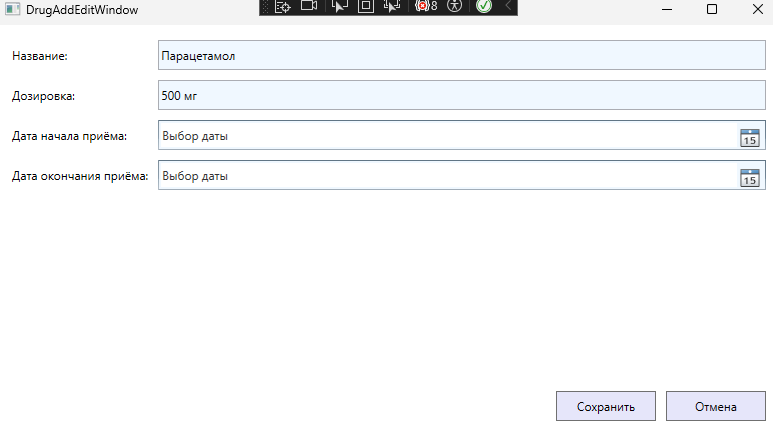 DrugAddEditWindow
8
Название:
Парацетамол
Дозировка:
500 мг
Дата начала приёма:
Выбор даты
15
Дата окончания приёма:
Выбор даты
15
Сохранить
Отмена